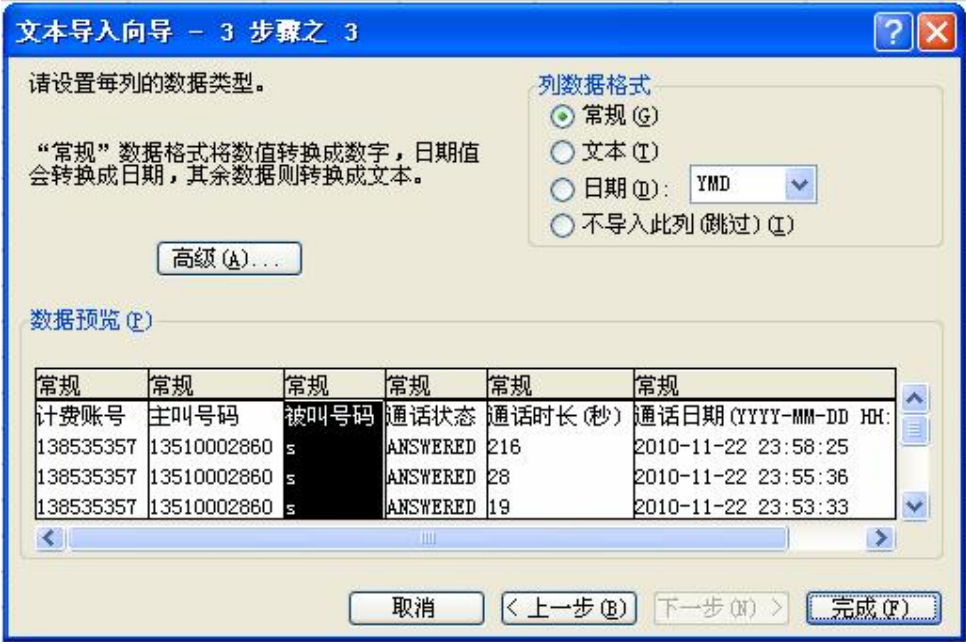 文本导入向导 - 3 步骤之 3
请设置每列的数据类型。
“常规”数据格式将数值转换成数字，日期值
会转换成日期，其余数据则转换成文本。
高级(A)...
列数据格式
常规(G)
文本(T)
日期(D): YMD
不导入此列(跳过)(I)
数据预览(P)
常规 常规 常规 常规 常规 常规
计费账号 主叫号码 被叫号码 通话状态 通话时长(秒) 通话日期(YYYY-MM-DD HH:
138535357 13510002860 s ANSWERED 216 2010-11-22 23:58:25
138535357 13510002860 s ANSWERED 28 2010-11-22 23:55:36
138535357 13510002860 s ANSWERED 19 2010-11-22 23:53:33
取消 < 上一步(B) 下一步(N) > 完成(F)